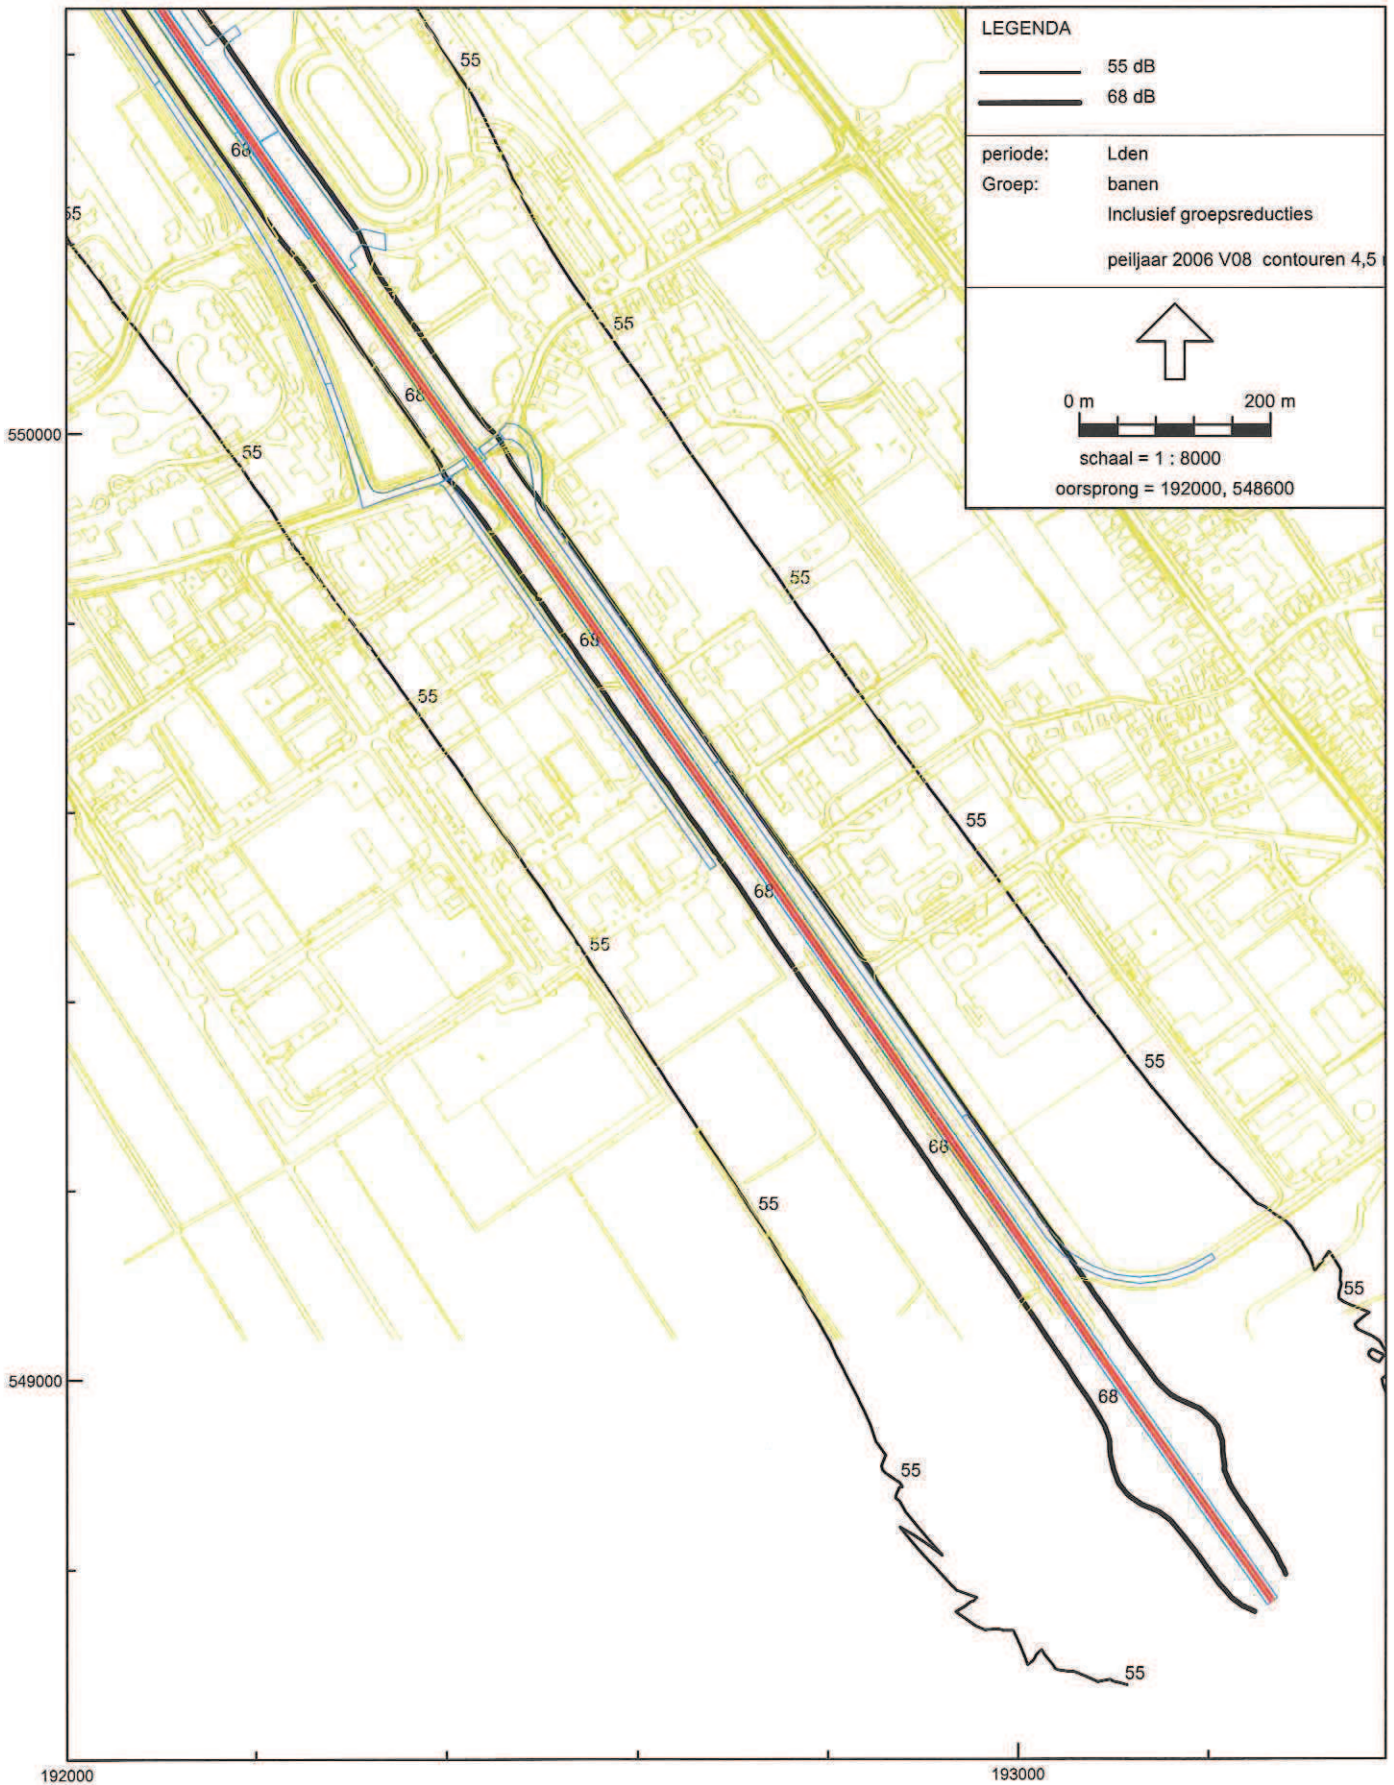 LEGENDA
55 dB
68 dB
periode: Lden
Groep: banen
Inclusief groepsreducties
peiljaar 2006 V08 contouren 4,5
0 m 200 m
schaal = 1 : 8000
oorsprong = 192000, 548600
55
68
55
55
68
550000
55
55
68
55
55
68
55
55
68
55
55
55
549000
68
55
55
192000
193000